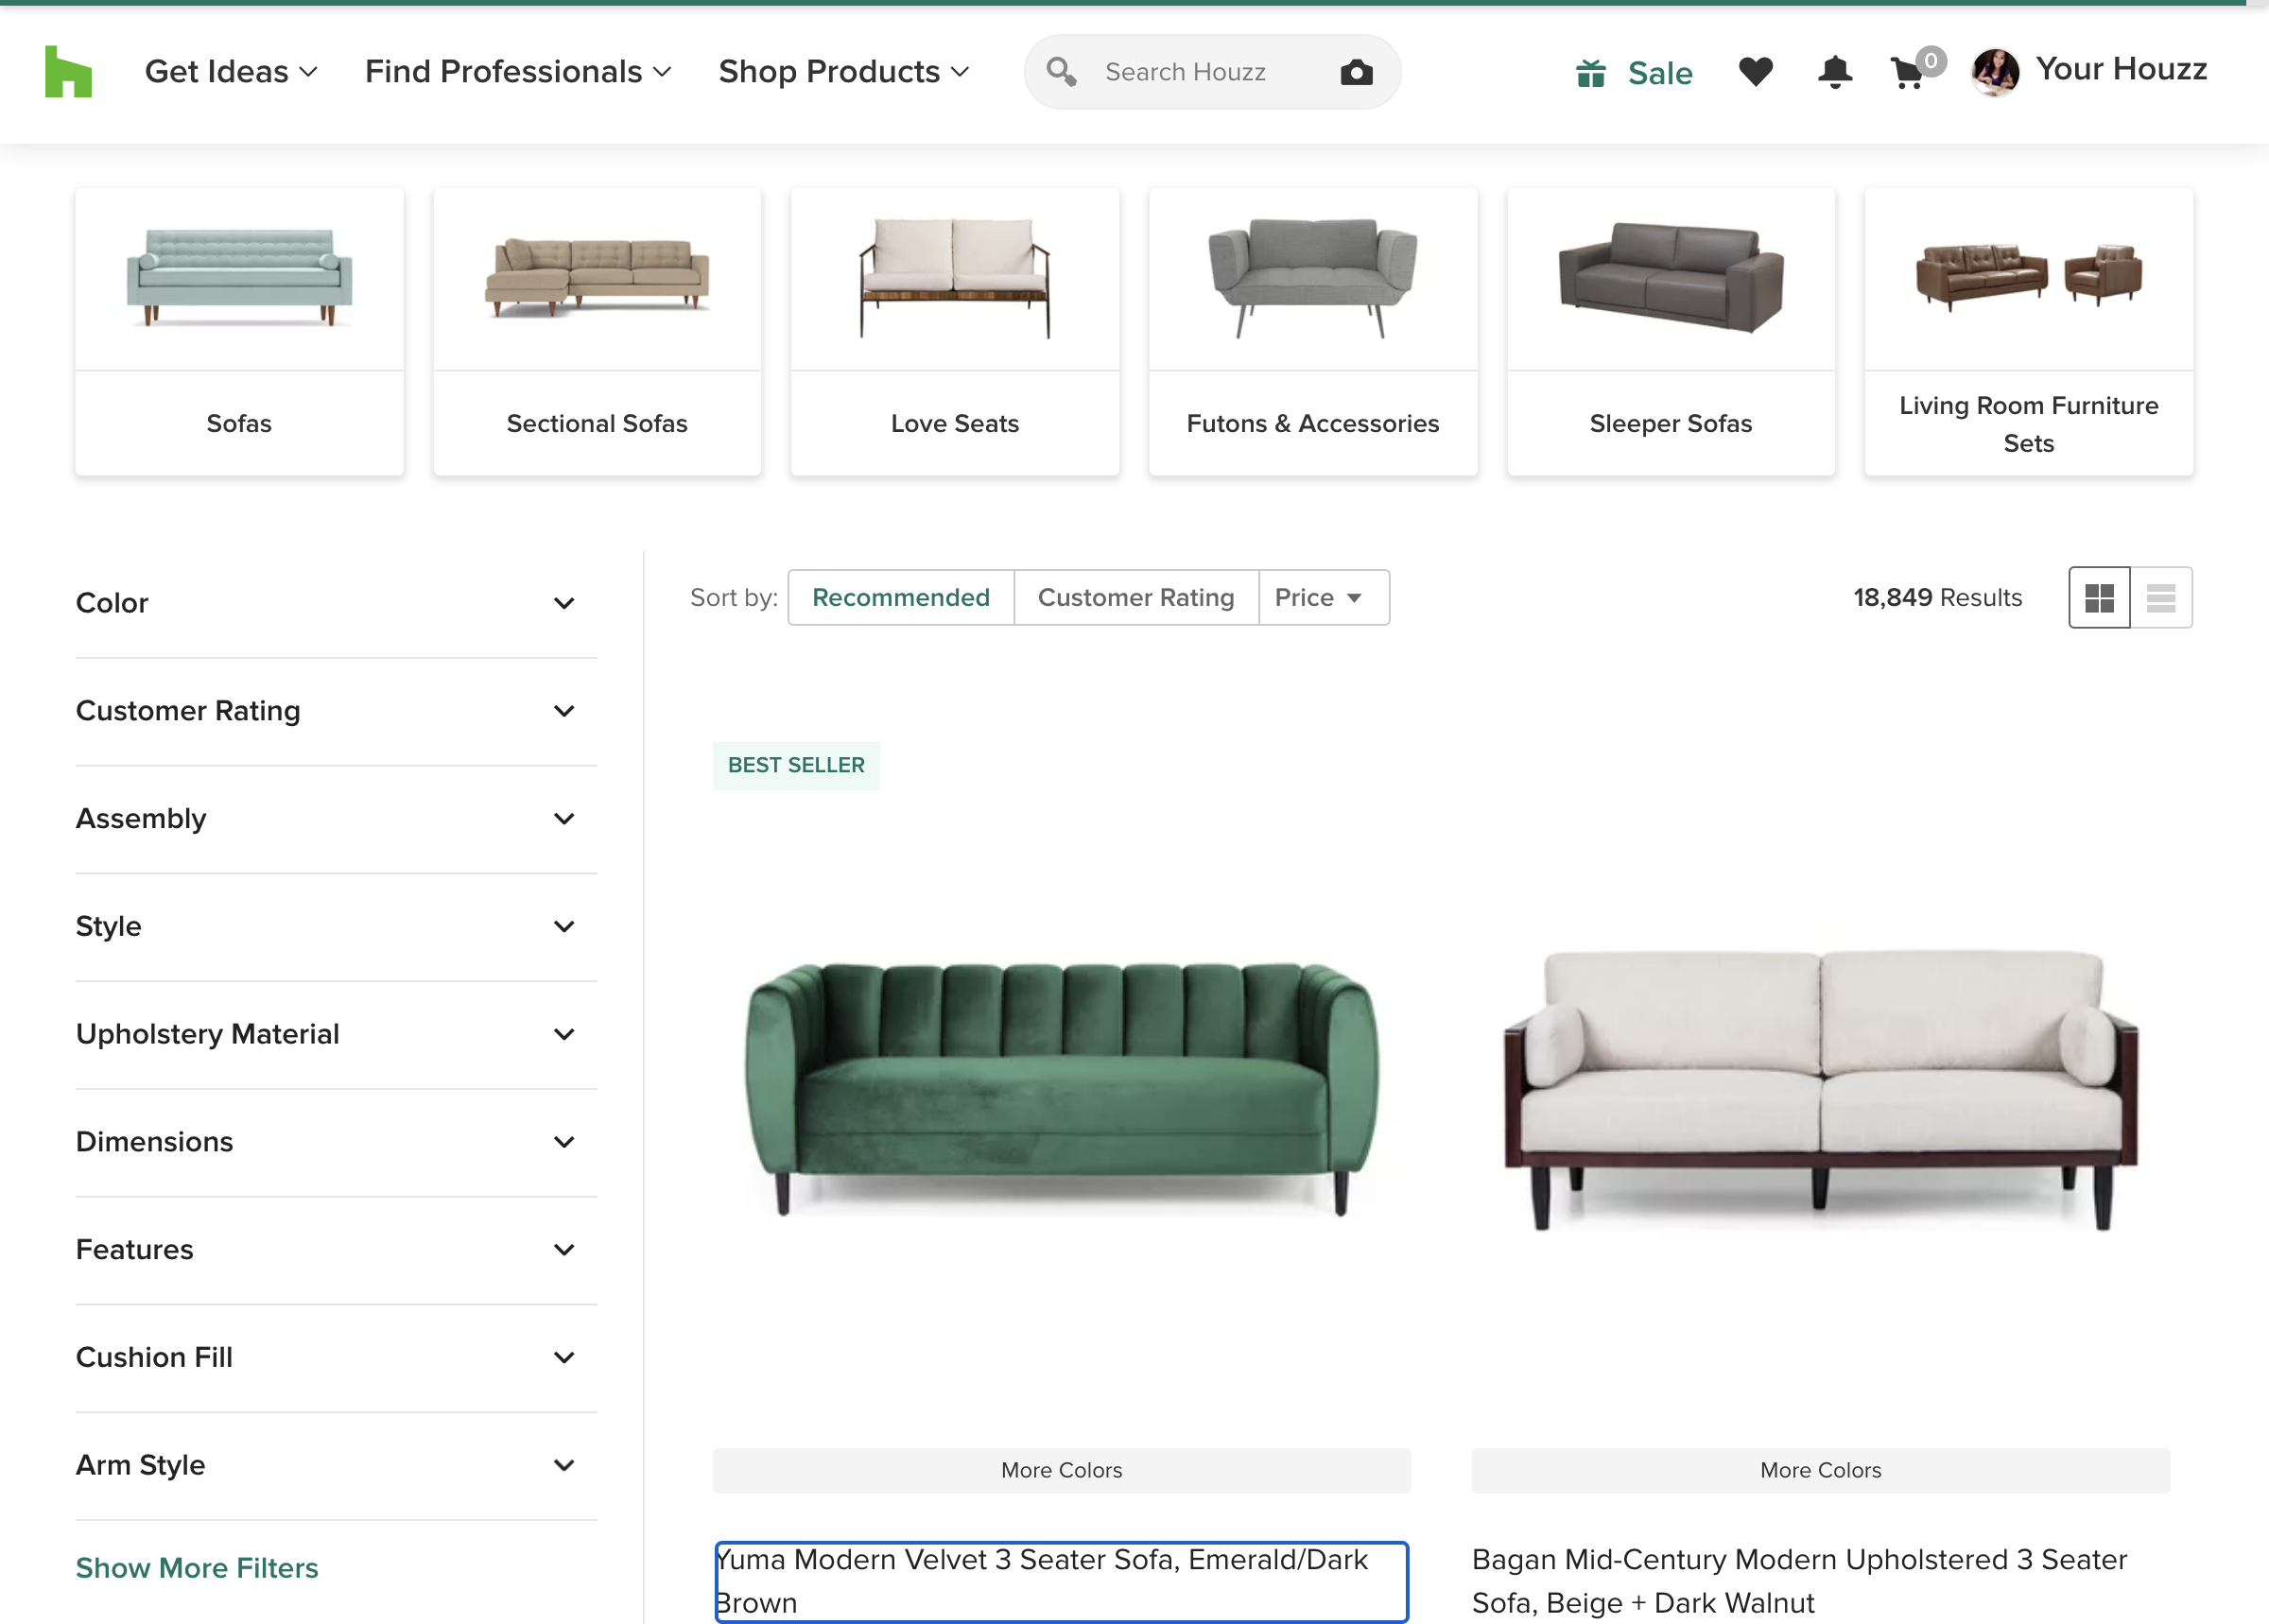 Get Ideas
Find Professionals
Shop Products
Search Houzz
Sale
0
Your Houzz
Sofas
Sectional Sofas
Love Seats
Futons & Accessories
Sleeper Sofas
Living Room Furniture
Sets
Color
Customer Rating
Assembly
Style
Upholstery Material
Dimensions
Features
Cushion Fill
Arm Style
Show More Filters
Sort by:
Recommended
Customer Rating
Price
18,849 Results
BEST SELLER
More Colors
Yuma Modern Velvet 3 Seater Sofa, Emerald/Dark
Brown
More Colors
Bagan Mid-Century Modern Upholstered 3 Seater
Sofa, Beige + Dark Walnut